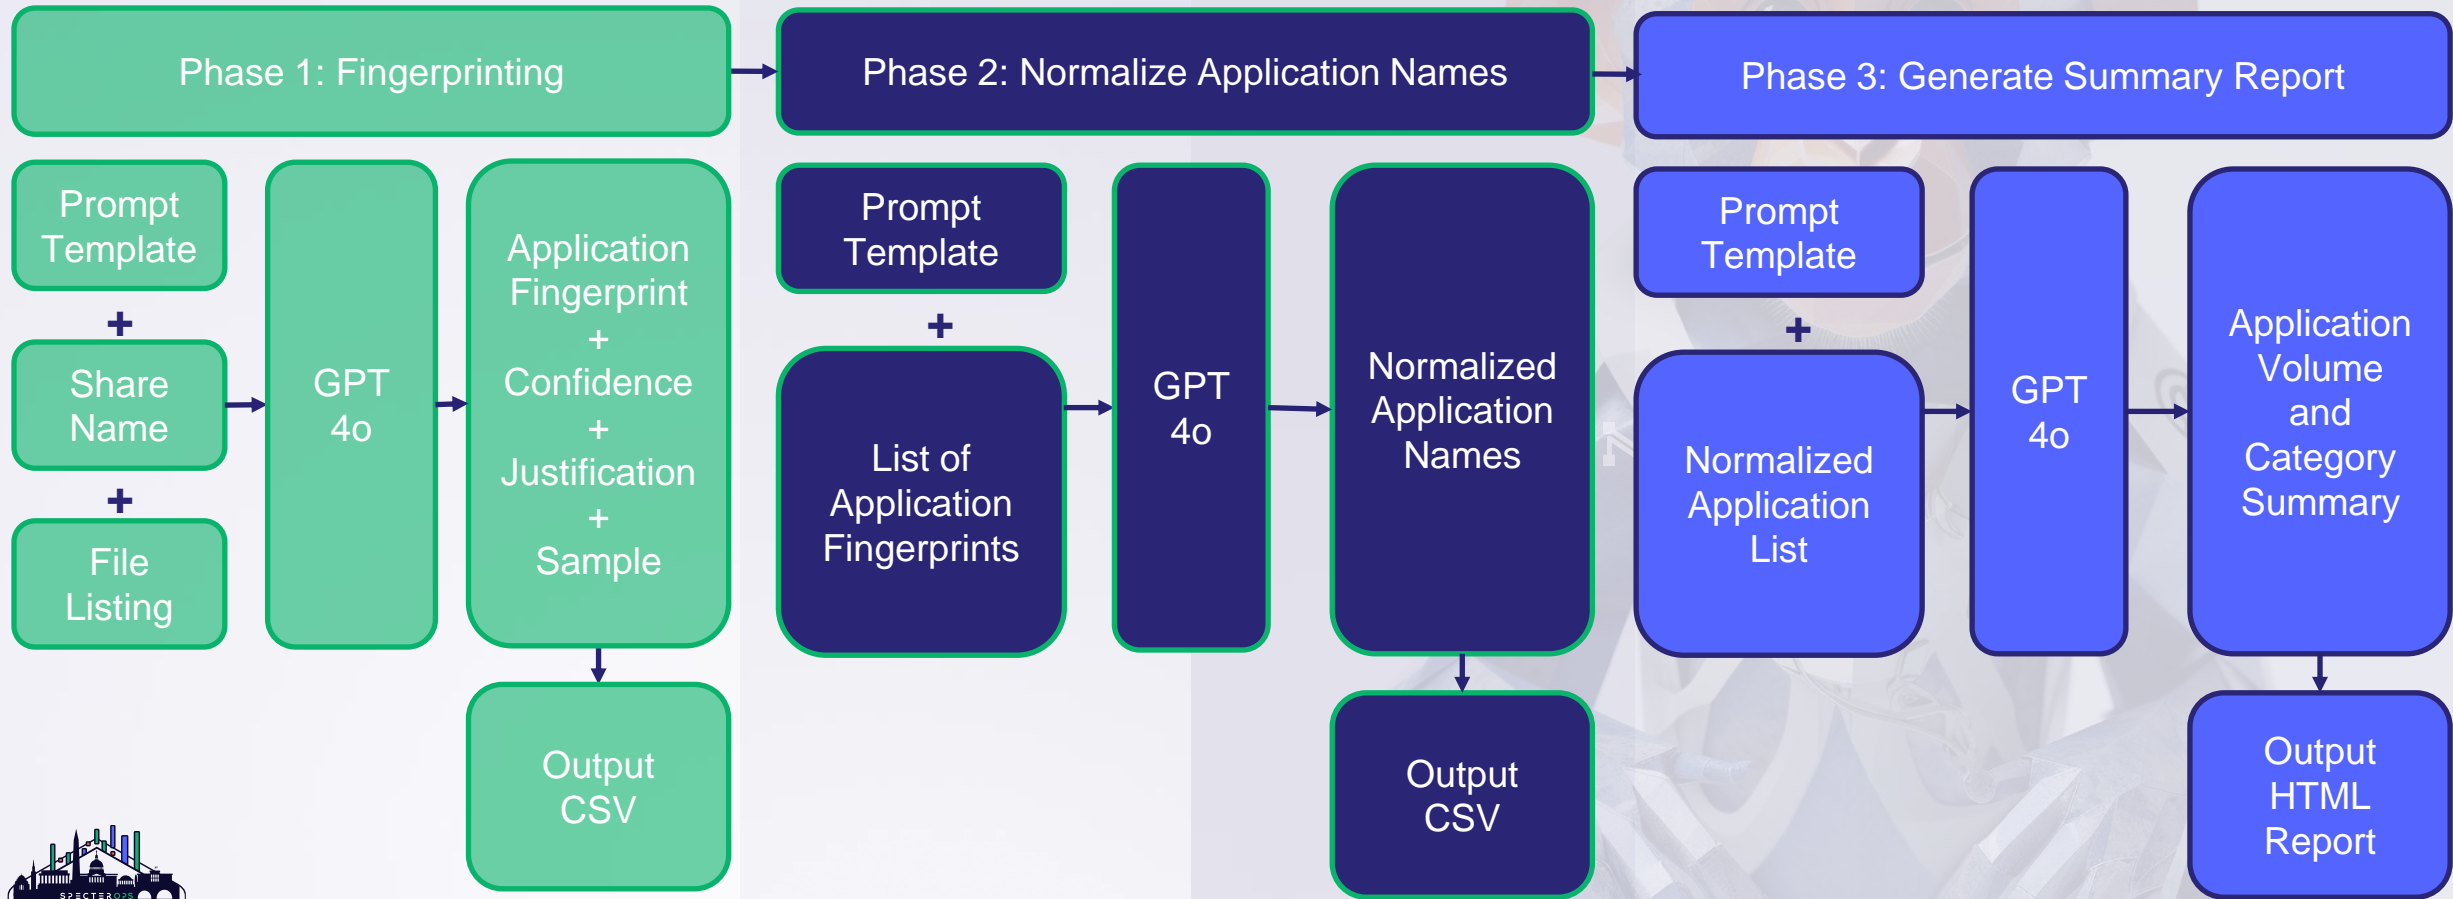 Phase 1: Fingerprinting
Phase 2: Normalize Application Names
Phase 3: Generate Summary Report
Prompt
Template
+
Share
Name
+
File
Listing
GPT
4o
Application
Fingerprint
+
Confidence
+
Justification
+
Sample
Output
CSV
Prompt
Template
+
List of
Application
Fingerprints
GPT
4o
Normalized
Application
Names
Output
CSV
Prompt
Template
+
Normalized
Application
List
GPT
4o
Application
Volume
and
Category
Summary
Output
HTML
Report
SPECTEROPS